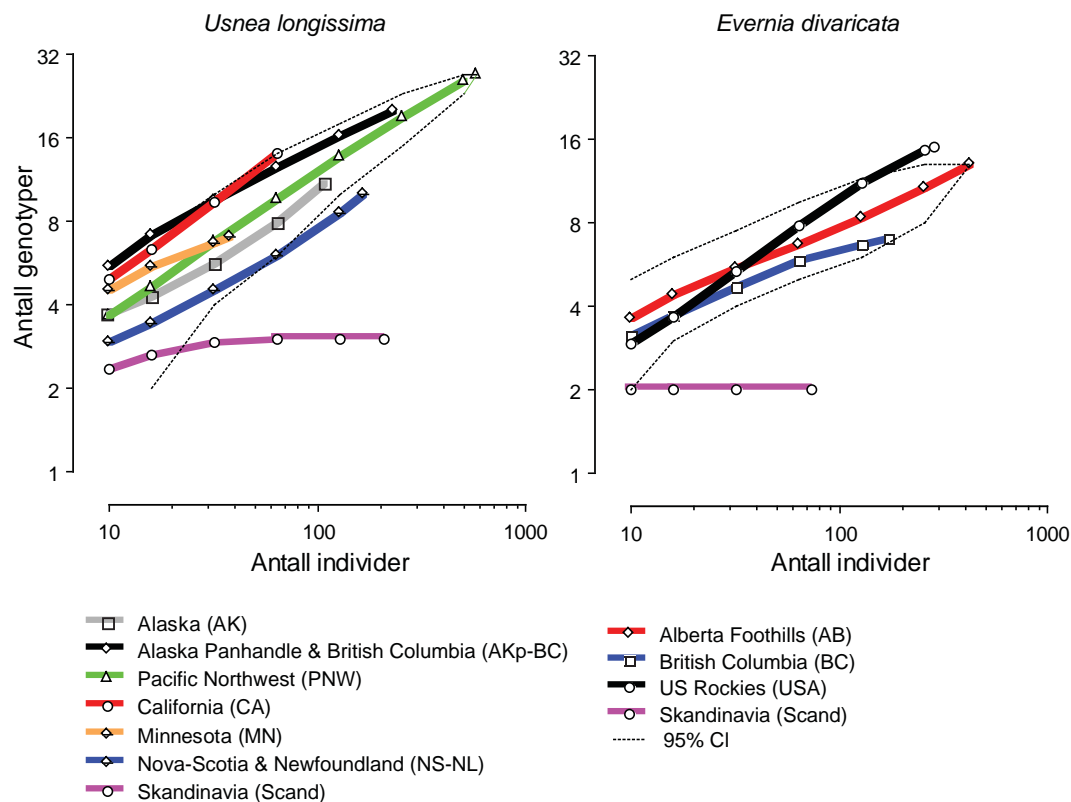 Usnea longissima
Evernia divaricata
Antall genotyper
32
16
8
4
2
1
10
100
1000
Antall individer
32
16
8
4
2
1
10
100
1000
Antall individer
Alaska (AK)
Alaska Panhandle & British Columbia (AKp-BC)
Pacific Northwest (PNW)
California (CA)
Minnesota (MN)
Nova-Scotia & Newfoundland (NS-NL)
Skandinavia (Scand)
Alberta Foothills (AB)
British Columbia (BC)
US Rockies (USA)
Skandinavia (Scand)
95% CI